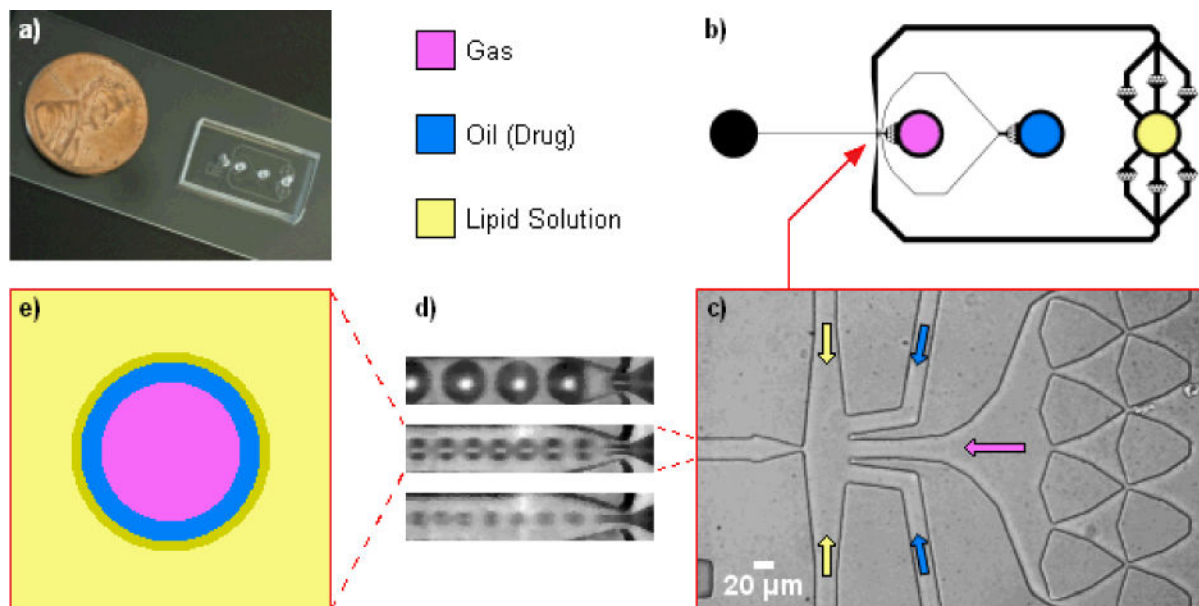 a)
Gas
Oil (Drug)
Lipid Solution
b)
e)
d)
c)
20 µm